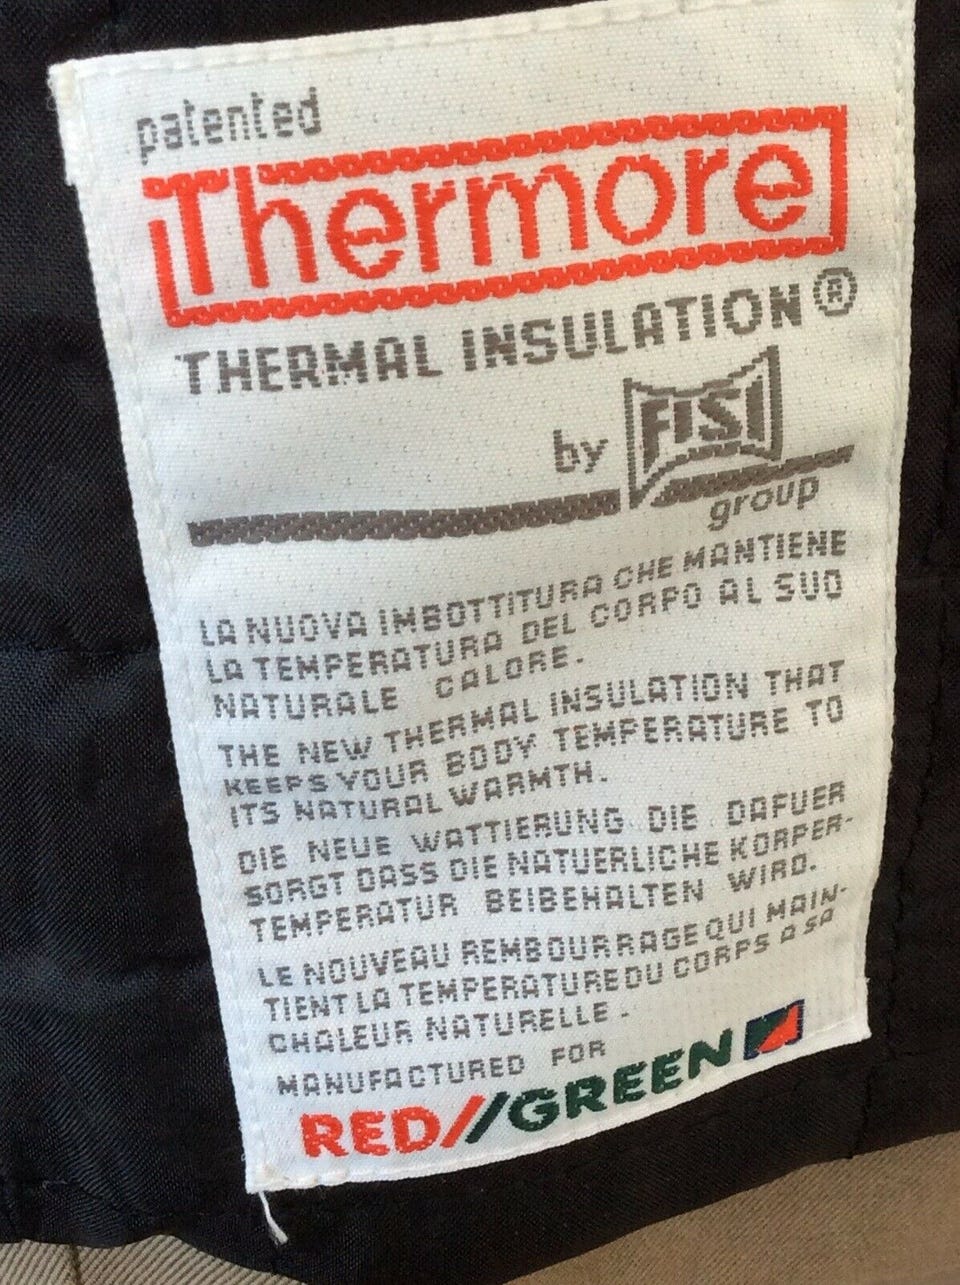 patented
Thermore
THERMAL INSULATION®
by FISI
group
LA NUOVA IMBOTTITURA CHE MANTIENE
LA TEMPERATURA DEL CORPO AL SUO
NATURALE CALORE.
THE NEW THERMAL INSULATION THAT
KEEPS YOUR BODY TEMPERATURE TO
ITS NATURAL WARMTH.
DIE NEUE WATTIERUNG DIE DAFUER
SORGT DASS DIE NATUERLICHE KORPER-
TEMPERATUR BEIBEHALTEN WIRD.
LE NOUVEAU REMBOURRAGE QUI MAIN-
TIENT LA TEMPERATURE DU CORPS A SA
CHALEUR NATURELLE.
MANUFACTURED FOR
RED//GREEN